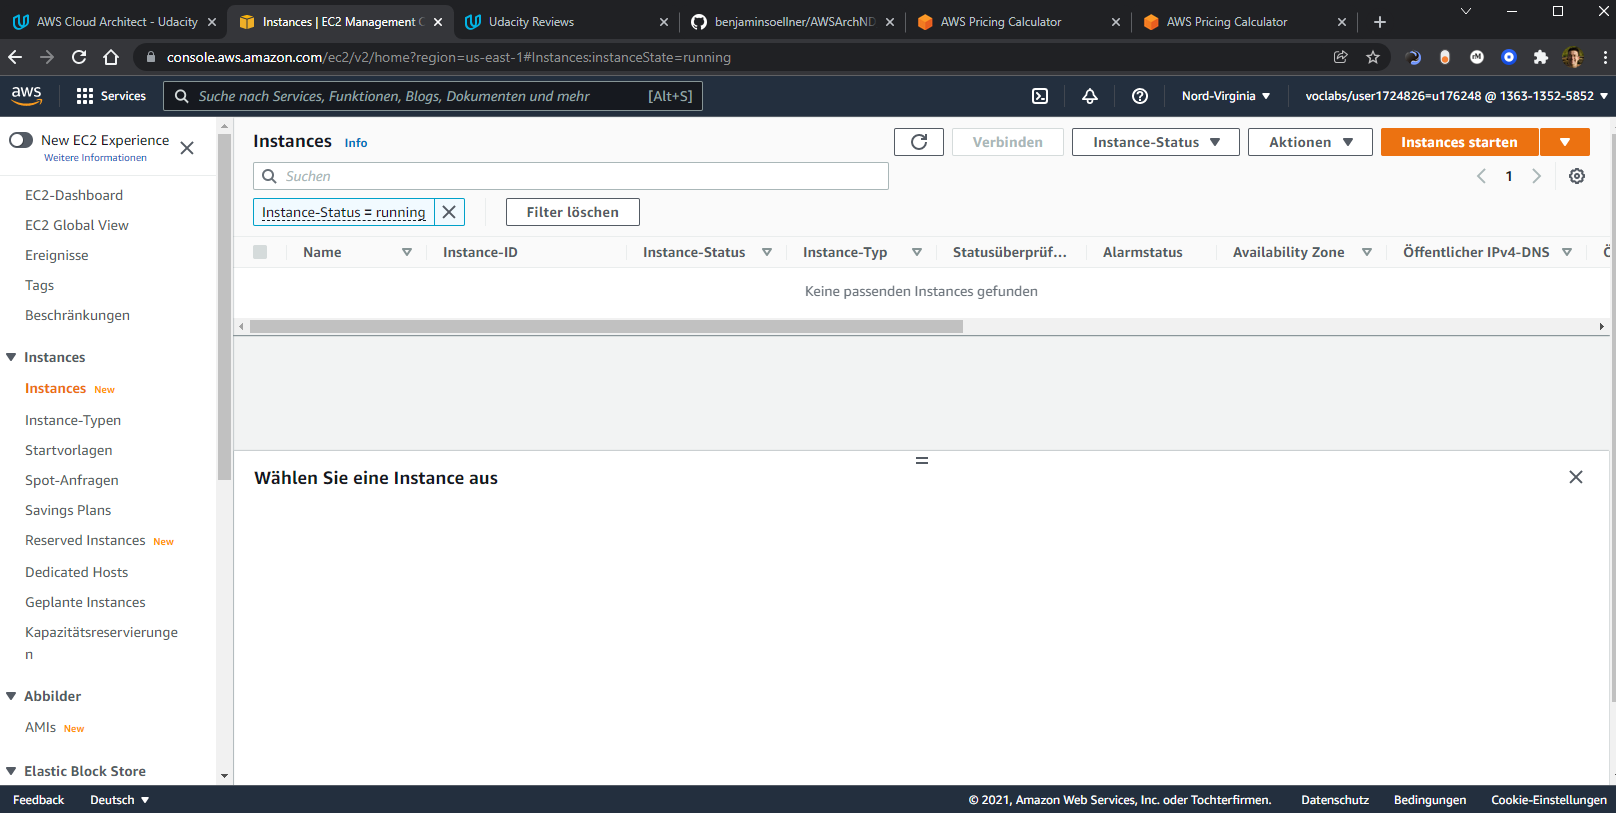 AWS Cloud Architect - Udacity
Instances | EC2 Management C
Udacity Reviews
benjaminsoellner/AWSArchND
AWS Pricing Calculator
AWS Pricing Calculator
console.aws.amazon.com/ec2/v2/home?region=us-east-1#Instances:instanceState=running
aws
Services
Suche nach Services, Funktionen, Blogs, Dokumenten und mehr
[Alt+S]
Nord-Virginia
voclabs/user1724826=u176248 @ 1363-1352-5852
New EC2 Experience
Weitere Informationen
EC2-Dashboard
EC2 Global View
Ereignisse
Tags
Beschränkungen
Instances
Instances New
Instance-Typen
Startvorlagen
Spot-Anfragen
Savings Plans
Reserved Instances New
Dedicated Hosts
Geplante Instances
Kapazitätsreservierunge
n
Abbilder
AMIs New
Elastic Block Store
Instances Info
Verbinden
Instance-Status
Aktionen
Instances starten
Suchen
1
Instance-Status = running
Filter löschen
Name
Instance-ID
Instance-Status
Instance-Typ
Statusüberprüf...
Alarmstatus
Availability Zone
Öffentlicher IPv4-DNS
Keine passenden Instances gefunden
Wählen Sie eine Instance aus
Feedback
Deutsch
© 2021, Amazon Web Services, Inc. oder Tochterfirmen.
Datenschutz
Bedingungen
Cookie-Einstellungen